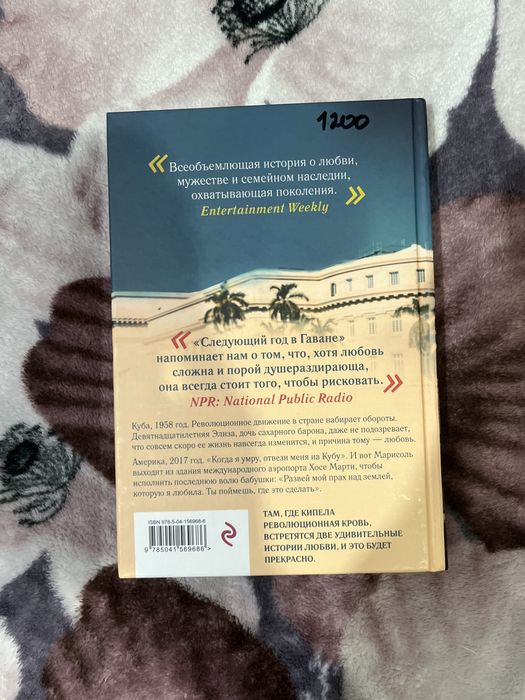 1200
« Всеобъемлющая история о любви,
мужестве и семейном наследии,
охватывающая поколения. »
Entertainment Weekly
« «Следующий год в Гаване»
напоминает нам о том, что, хотя любовь
сложна и порой душераздирающа,
она всегда стоит того, чтобы рисковать. »
NPR: National Public Radio
Куба, 1958 год. Революционное движение в стране набирает обороты.
Девятнадцатилетняя Элиза, дочь сахарного барона, даже не подозревает,
что совсем скоро ее жизнь навсегда изменится, и причина тому — любовь.
Америка, 2017 год. «Когда я умру, отвези меня на Кубу». И вот Марисоль
выходит из здания международного аэропорта Хосе Марти, чтобы
исполнить последнюю волю бабушки: «Развей мой прах над землей,
которую я любила. Ты поймешь, где это сделать».
ISBN 978-5-04-156968-6
9 785041 569686 >
ТАМ, ГДЕ КИПЕЛА
РЕВОЛЮЦИОННАЯ КРОВЬ,
ВСТРЕТЯТСЯ ДВЕ УДИВИТЕЛЬНЫЕ
ИСТОРИИ ЛЮБВИ, И ЭТО БУДЕТ
ПРЕКРАСНО.